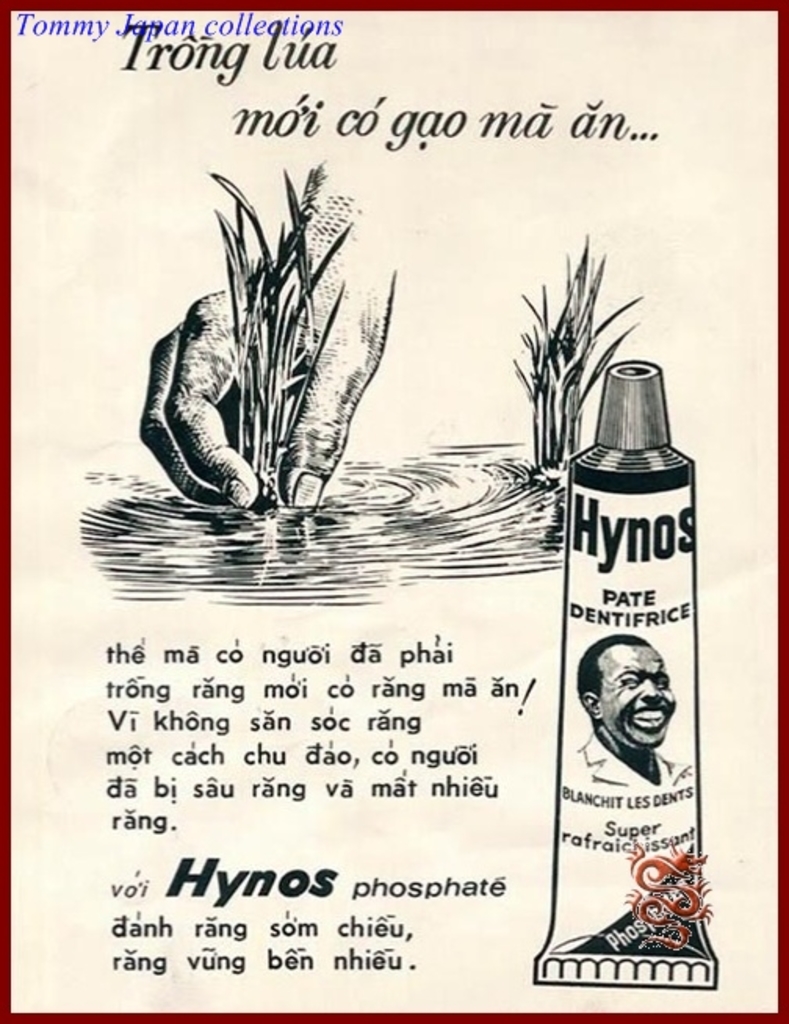 Tommy Japan collections
Trồng lúa
mới có gạo mà ăn...
Hynos
PATE
DENTIFRICE
thế mà có người đã phải
trồng răng mới có răng mà ăn!
Vì không săn sóc răng
một cách chu đáo, có người
đã bị sâu răng và mất nhiều
răng.
BLANCHIT LES DENTS
Super
rafraichissant
với Hynos phosphaté
đánh răng sớm chiều,
răng vững bền nhiều.